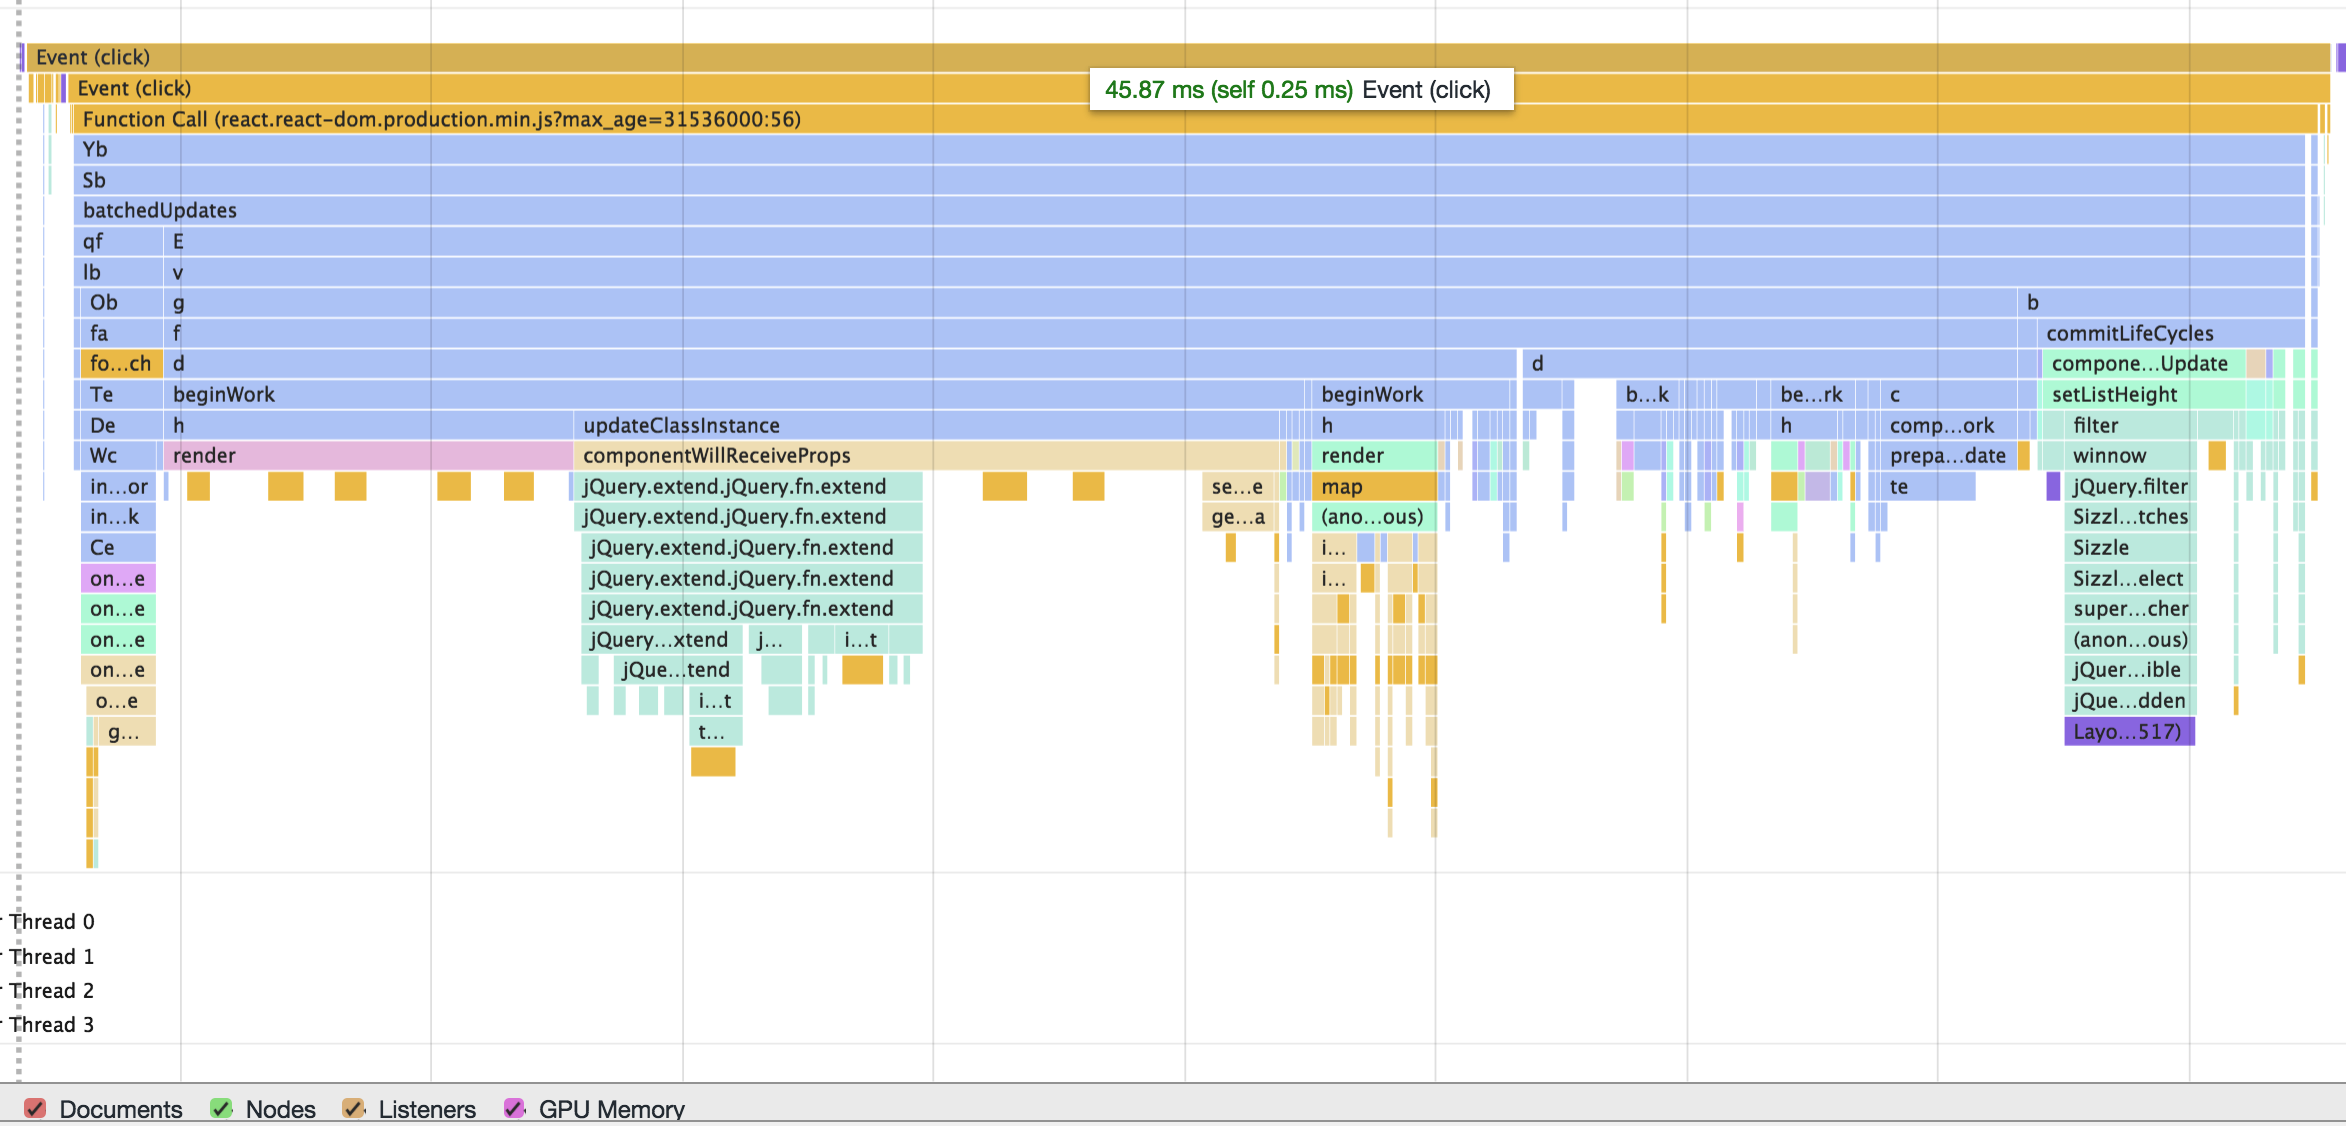 Event (click)
Event (click)
45.87 ms (self 0.25 ms) Event (click)
Function Call (react.react-dom.production.min.js?max_age=31536000:56)
Yb
Sb
batchedUpdates
qf E
lb v
Ob g b
fa f commitLifeCycles
fo...ch d d compone...Update
Te beginWork beginWork b...k be...rk c setListHeight
De h updateClassInstance h h comp...ork filter
Wc render componentWillReceiveProps render prepa...date winnow
in...or jQuery.extend.jQuery.fn.extend se...e map te jQuery.filter
in...k jQuery.extend.jQuery.fn.extend ge...a (ano...ous) Sizzl...tches
Ce jQuery.extend.jQuery.fn.extend i... Sizzle
on...e jQuery.extend.jQuery.fn.extend i... Sizzl...elect
on...e jQuery.extend.jQuery.fn.extend super...cher
on...e jQuery...xtend j... i...t (anon...ous)
on...e jQue...tend jQuer...ible
o...e i...t jQue...dden
g... t... Layo...517)
Thread 0
Thread 1
Thread 2
Thread 3
Documents Nodes Listeners GPU Memory